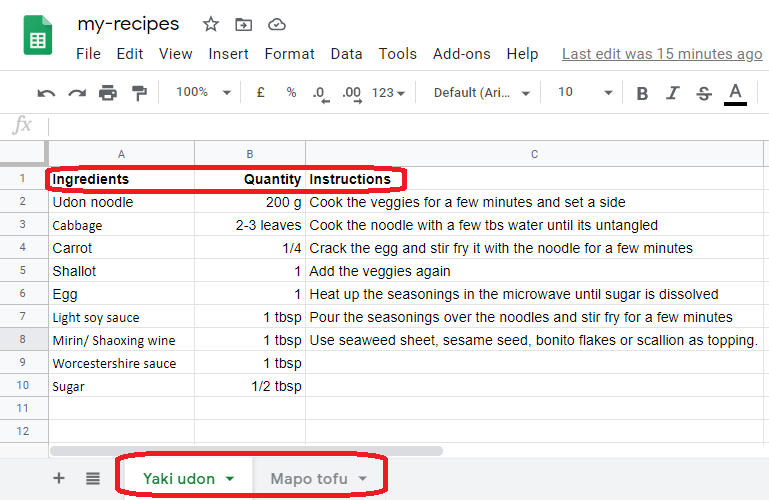 my-recipes
File Edit View Insert Format Data Tools Add-ons Help Last edit was 15 minutes ago
100% £ % .0 .00 123 Default (Ari... 10 B I S A
fx
A B C
1 Ingredients Quantity Instructions
2 Udon noodle 200 g Cook the veggies for a few minutes and set a side
3 Cabbage 2-3 leaves Cook the noodle with a few tbs water until its untangled
4 Carrot 1/4 Crack the egg and stir fry it with the noodle for a few minutes
5 Shallot 1 Add the veggies again
6 Egg 1 Heat up the seasonings in the microwave until sugar is dissolved
7 Light soy sauce 1 tbsp Pour the seasonings over the noodles and stir fry for a few minutes
8 Mirin/ Shaoxing wine 1 tbsp Use seaweed sheet, sesame seed, bonito flakes or scallion as topping.
9 Worcestershire sauce 1 tbsp
10 Sugar 1/2 tbsp
11
12
Yaki udon Mapo tofu